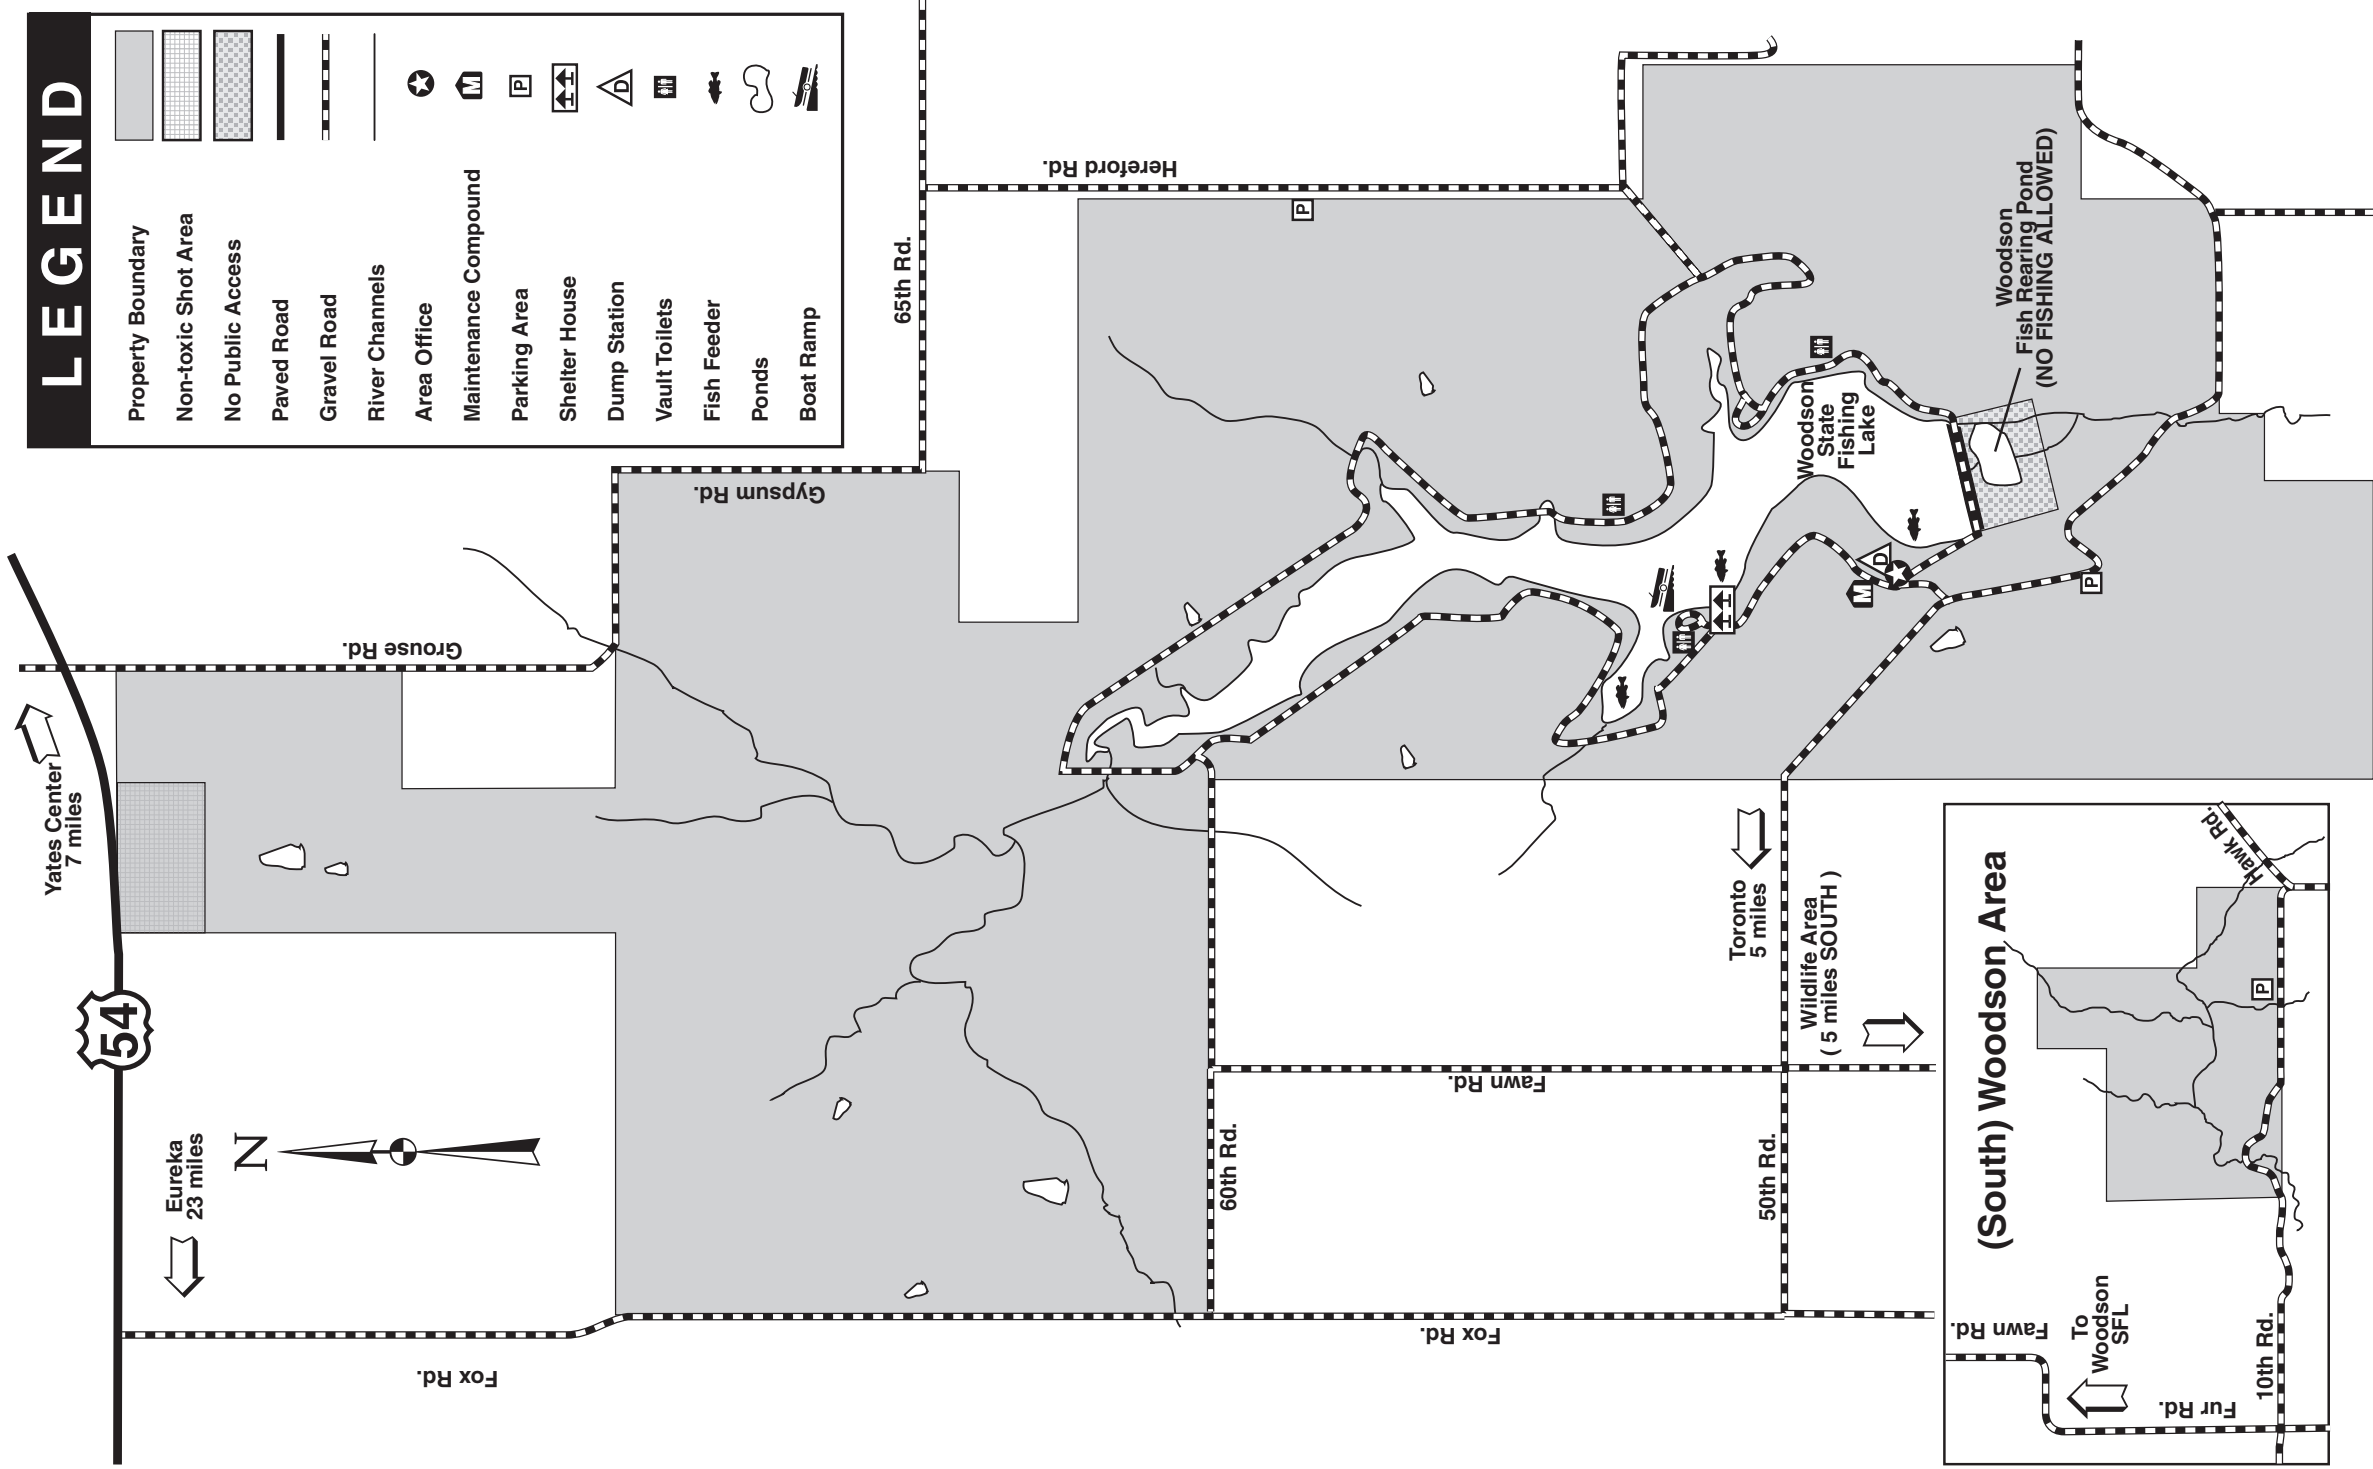 LEGEND
Property Boundary
Non-toxic Shot Area
No Public Access
Paved Road
Gravel Road
River Channels
Area Office
Maintenance Compound
Parking Area
Shelter House
Dump Station
Vault Toilets
Fish Feeder
Ponds
Boat Ramp
M
P
D
Yates Center
7 miles
54
Eureka
23 miles
N
Grouse Rd.
Gypsum Rd.
65th Rd.
Hereford Rd.
P
Fox Rd.
Fox Rd.
60th Rd.
Fawn Rd.
50th Rd.
Toronto
5 miles
Wildlife Area
( 5 miles SOUTH )
Woodson
State
Fishing
Lake
D
M
P
Woodson
Fish Rearing Pond
(NO FISHING ALLOWED)
(South) Woodson Area
Hawk Rd.
P
Fawn Rd.
To
Woodson
SFL
Fur Rd.
10th Rd.